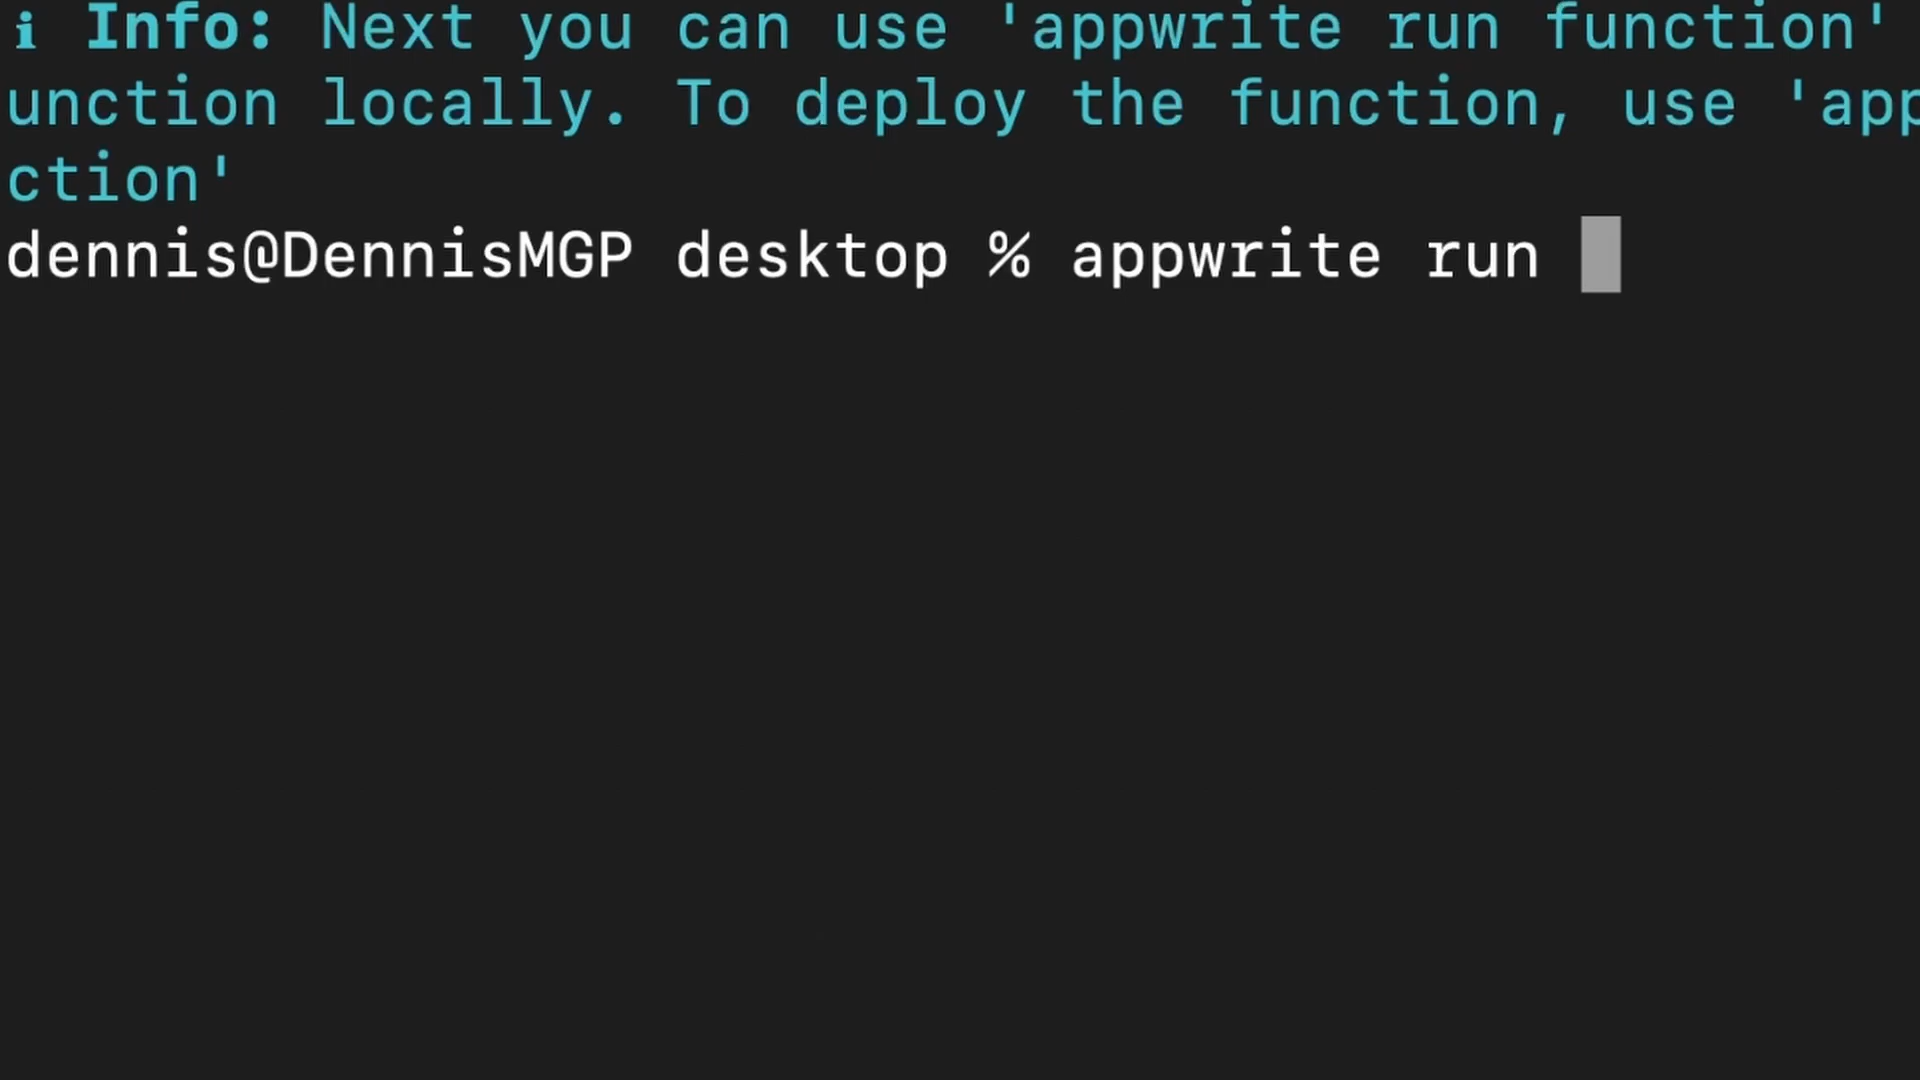 ℹ Info: Next you can use 'appwrite run function'
unction locally. To deploy the function, use 'app
ction'
dennis@DennisMGP desktop % appwrite run